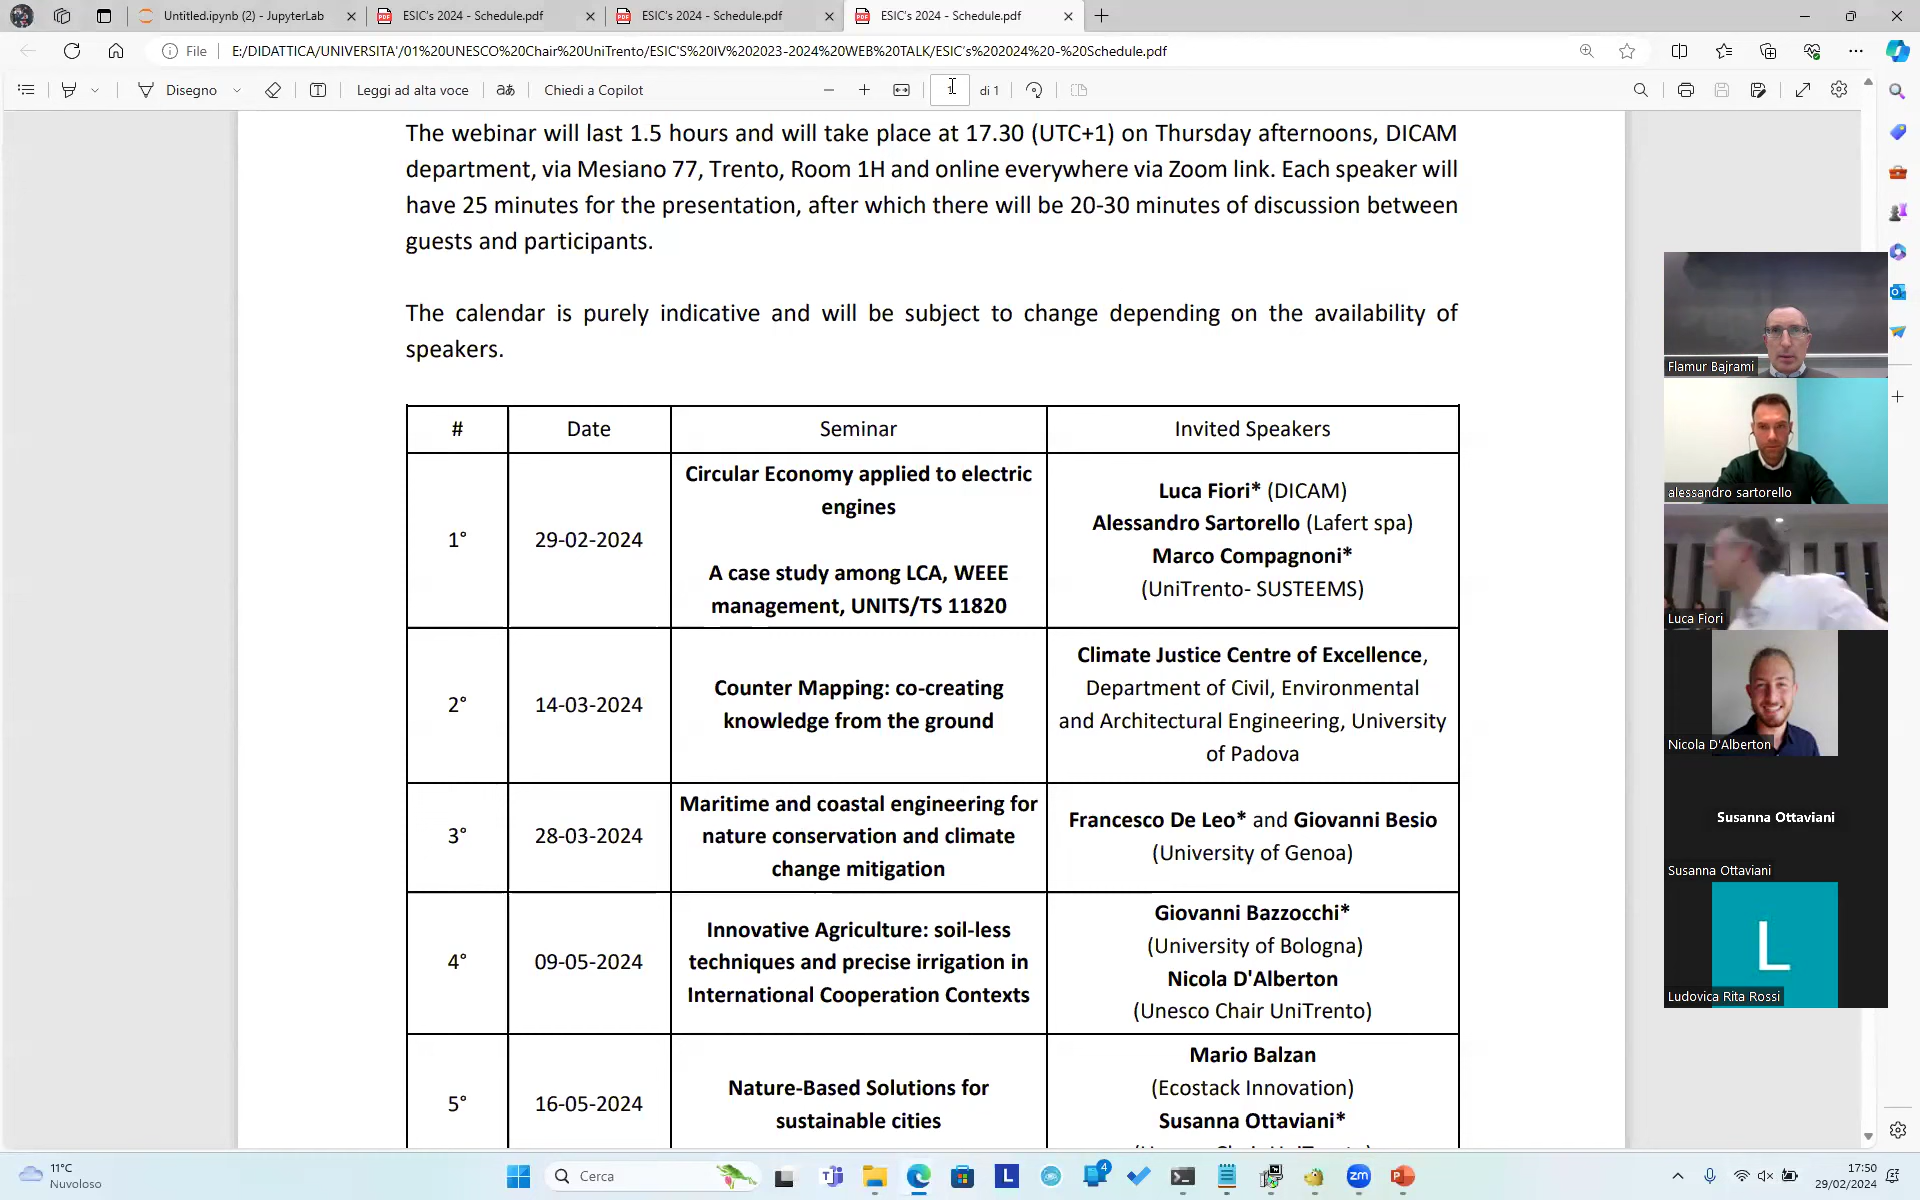 Untitled.ipynb (2) - JupyterLab
ESIC's 2024 - Schedule.pdf
ESIC's 2024 - Schedule.pdf
ESIC's 2024 - Schedule.pdf
File
E:/DIDATTICA/UNIVERSITA'/01%20UNESCO%20Chair%20UniTrento/ESIC'S%20IV%202023-2024%20WEB%20TALK/ESIC's%202024%20-%20Schedule.pdf
Disegno
Leggi ad alta voce
Chiedi a Copilot
1
di 1
The webinar will last 1.5 hours and will take place at 17.30 (UTC+1) on Thursday afternoons, DICAM
department, via Mesiano 77, Trento, Room 1H and online everywhere via Zoom link. Each speaker will
have 25 minutes for the presentation, after which there will be 20-30 minutes of discussion between
guests and participants.
The calendar is purely indicative and will be subject to change depending on the availability of
speakers.
# Date Seminar Invited Speakers
1° 29-02-2024
Circular Economy applied to electric
engines
A case study among LCA, WEEE
management, UNITS/TS 11820
Luca Fiori* (DICAM)
Alessandro Sartorello (Lafert spa)
Marco Compagnoni*
(UniTrento- SUSTEEMS)
2° 14-03-2024
Counter Mapping: co-creating
knowledge from the ground
Climate Justice Centre of Excellence,
Department of Civil, Environmental
and Architectural Engineering, University
of Padova
3° 28-03-2024
Maritime and coastal engineering for
nature conservation and climate
change mitigation
Francesco De Leo* and Giovanni Besio
(University of Genoa)
4° 09-05-2024
Innovative Agriculture: soil-less
techniques and precise irrigation in
International Cooperation Contexts
Giovanni Bazzocchi*
(University of Bologna)
Nicola D'Alberton
(Unesco Chair UniTrento)
5° 16-05-2024
Nature-Based Solutions for
sustainable cities
Mario Balzan
(Ecostack Innovation)
Susanna Ottaviani*
Flamur Bajrami
alessandro sartorello
Luca Fiori
Nicola D'Alberton
Susanna Ottaviani
Susanna Ottaviani
L
Ludovica Rita Rossi
11°C
Nuvoloso
Cerca
L
4
zm
17:50
29/02/2024